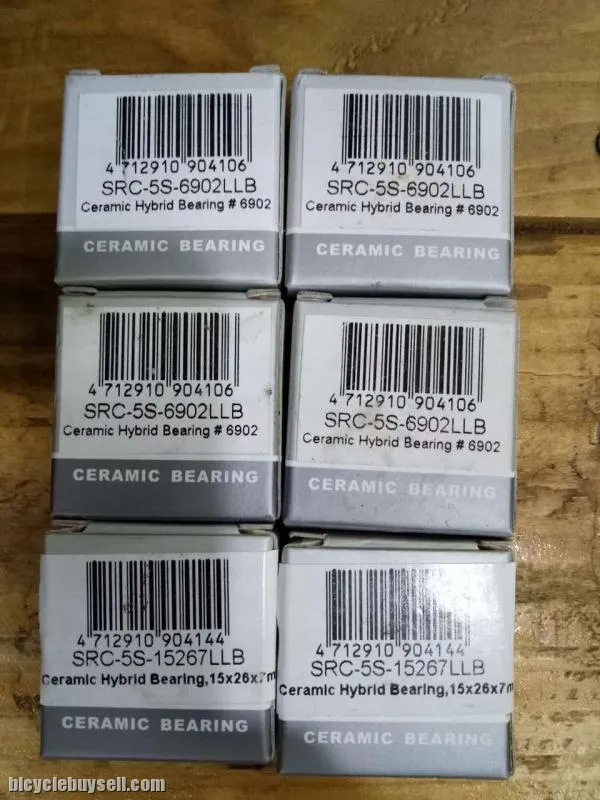 4 712910 904106
SRC-5S-6902LLB
Ceramic Hybrid Bearing # 6902
CERAMIC BEARING
4 712910 904106
SRC-5S-6902LLB
Ceramic Hybrid Bearing # 6902
CERAMIC BEARING
4 712910 904106
SRC-5S-6902LLB
Ceramic Hybrid Bearing # 6902
CERAMIC BEARING
4 712910 904106
SRC-5S-6902LLB
Ceramic Hybrid Bearing # 6902
CERAMIC BEARING
4 712910 904144
SRC-5S-15267LLB
Ceramic Hybrid Bearing,15x26x7m
CERAMIC BEARING
4 712910 904144
SRC-5S-15267LLB
Ceramic Hybrid Bearing,15x26x7m
CERAMIC BEARING
bicyclebuysell.com